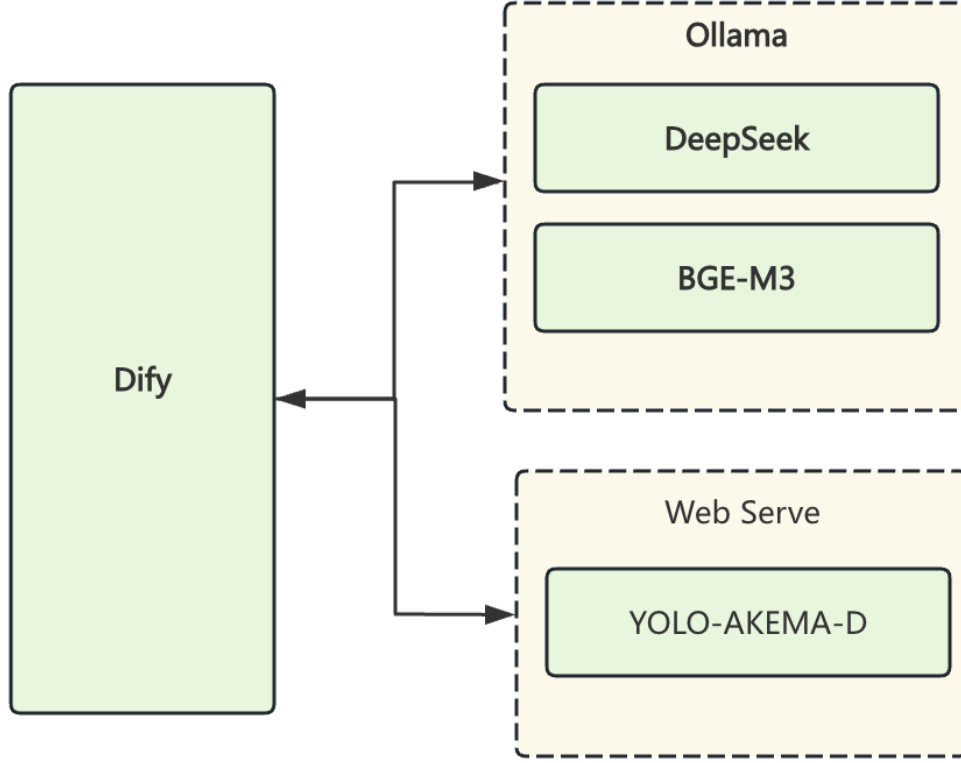 Ollama
DeepSeek
BGE-M3
Dify
Web Serve
YOLO-AKEMA-D